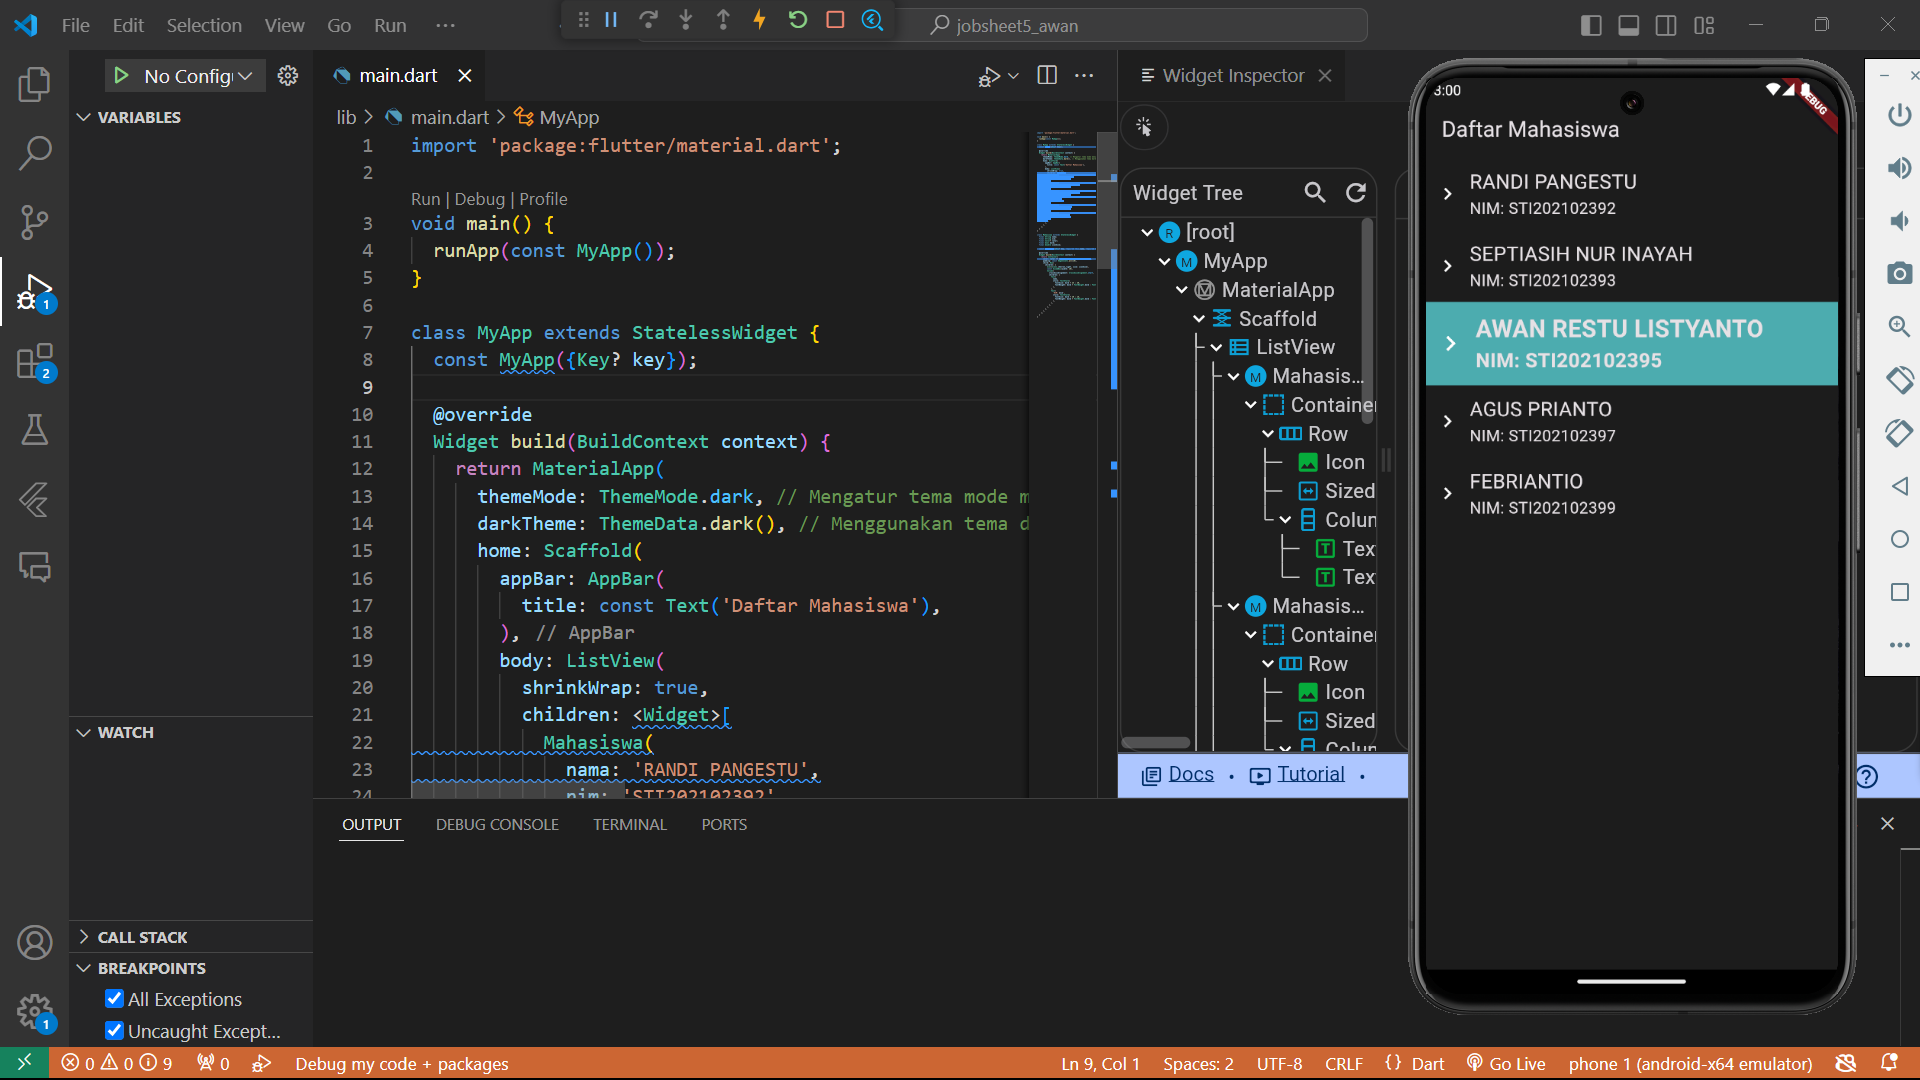 File Edit Selection View Go Run ···
jobsheet5_awan
No Config
VARIABLES
WATCH
CALL STACK
BREAKPOINTS
All Exceptions
Uncaught Except...
main.dart
lib > main.dart > MyApp
1 import 'package:flutter/material.dart';
2
Run | Debug | Profile
3 void main() {
4 runApp(const MyApp());
5 }
6
7 class MyApp extends StatelessWidget {
8 const MyApp({Key? key});
9
10 @override
11 Widget build(BuildContext context) {
12 return MaterialApp(
13 themeMode: ThemeMode.dark, // Mengatur tema mode m
14 darkTheme: ThemeData.dark(), // Menggunakan tema d
15 home: Scaffold(
16 appBar: AppBar(
17 title: const Text('Daftar Mahasiswa'),
18 ), // AppBar
19 body: ListView(
20 shrinkWrap: true,
21 children: <Widget>[
22 Mahasiswa(
23 nama: 'RANDI PANGESTU',
24 nim: 'STI202102392'
Widget Inspector
Widget Tree
[root]
MyApp
MaterialApp
Scaffold
ListView
Mahasis...
Container
Row
Icon
Sized
Colum
Tex
Tex
Mahasis...
Container
Row
Icon
Sized
Colum
Docs • Tutorial •
OUTPUT DEBUG CONSOLE TERMINAL PORTS
3:00
DEBUG
Daftar Mahasiswa
RANDI PANGESTU
NIM: STI202102392
SEPTIASIH NUR INAYAH
NIM: STI202102393
AWAN RESTU LISTYANTO
NIM: STI202102395
AGUS PRIANTO
NIM: STI202102397
FEBRIANTIO
NIM: STI202102399
1
2
1
0 0 9 0 Debug my code + packages
Ln 9, Col 1 Spaces: 2 UTF-8 CRLF {} Dart Go Live phone 1 (android-x64 emulator)